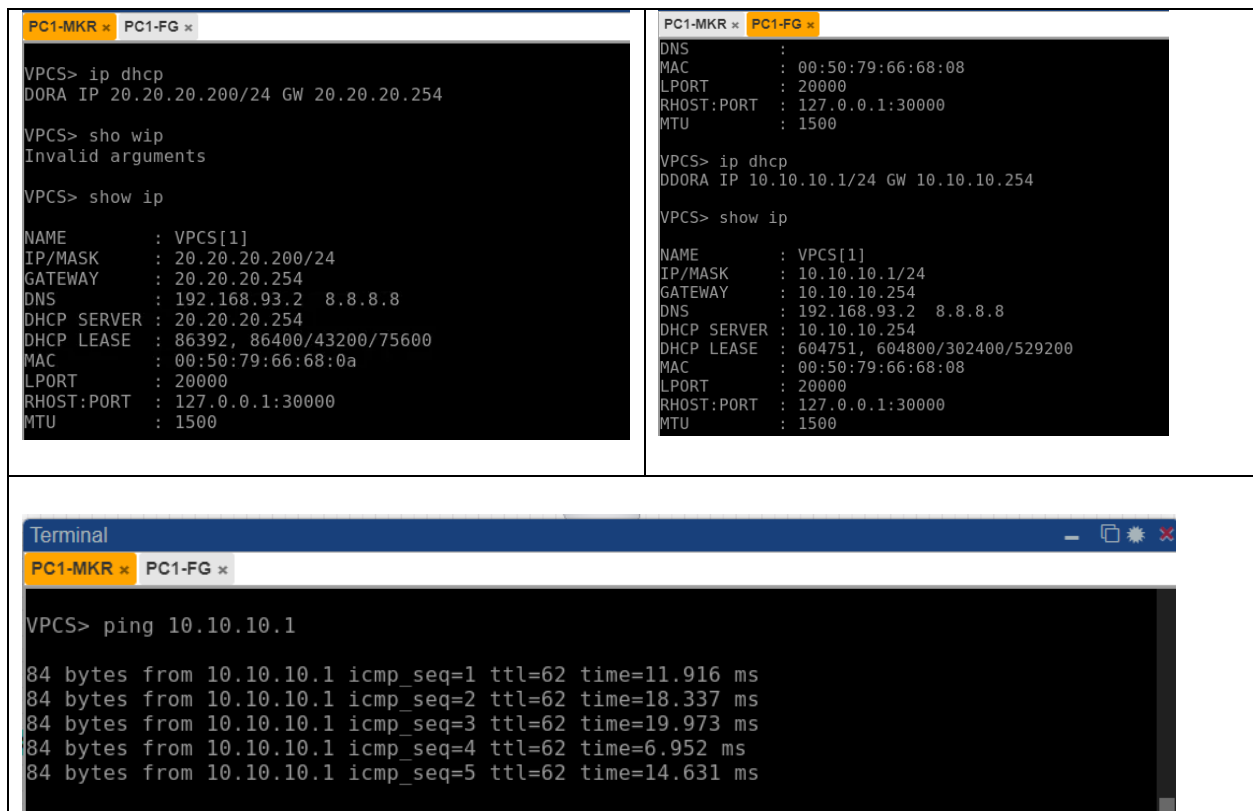 PC1-MKR × PC1-FG ×
VPCS> ip dhcp
DORA IP 20.20.20.200/24 GW 20.20.20.254
VPCS> sho wip
Invalid arguments
VPCS> show ip
NAME : VPCS[1]
IP/MASK : 20.20.20.200/24
GATEWAY : 20.20.20.254
DNS : 192.168.93.2 8.8.8.8
DHCP SERVER : 20.20.20.254
DHCP LEASE : 86392, 86400/43200/75600
MAC : 00:50:79:66:68:0a
LPORT : 20000
RHOST:PORT : 127.0.0.1:30000
MTU : 1500
PC1-MKR × PC1-FG ×
DNS :
MAC : 00:50:79:66:68:08
LPORT : 20000
RHOST:PORT : 127.0.0.1:30000
MTU : 1500
VPCS> ip dhcp
DDORA IP 10.10.10.1/24 GW 10.10.10.254
VPCS> show ip
NAME : VPCS[1]
IP/MASK : 10.10.10.1/24
GATEWAY : 10.10.10.254
DNS : 192.168.93.2 8.8.8.8
DHCP SERVER : 10.10.10.254
DHCP LEASE : 604751, 604800/302400/529200
MAC : 00:50:79:66:68:08
LPORT : 20000
RHOST:PORT : 127.0.0.1:30000
MTU : 1500
Terminal
PC1-MKR × PC1-FG ×
VPCS> ping 10.10.10.1
84 bytes from 10.10.10.1 icmp_seq=1 ttl=62 time=11.916 ms
84 bytes from 10.10.10.1 icmp_seq=2 ttl=62 time=18.337 ms
84 bytes from 10.10.10.1 icmp_seq=3 ttl=62 time=19.973 ms
84 bytes from 10.10.10.1 icmp_seq=4 ttl=62 time=6.952 ms
84 bytes from 10.10.10.1 icmp_seq=5 ttl=62 time=14.631 ms